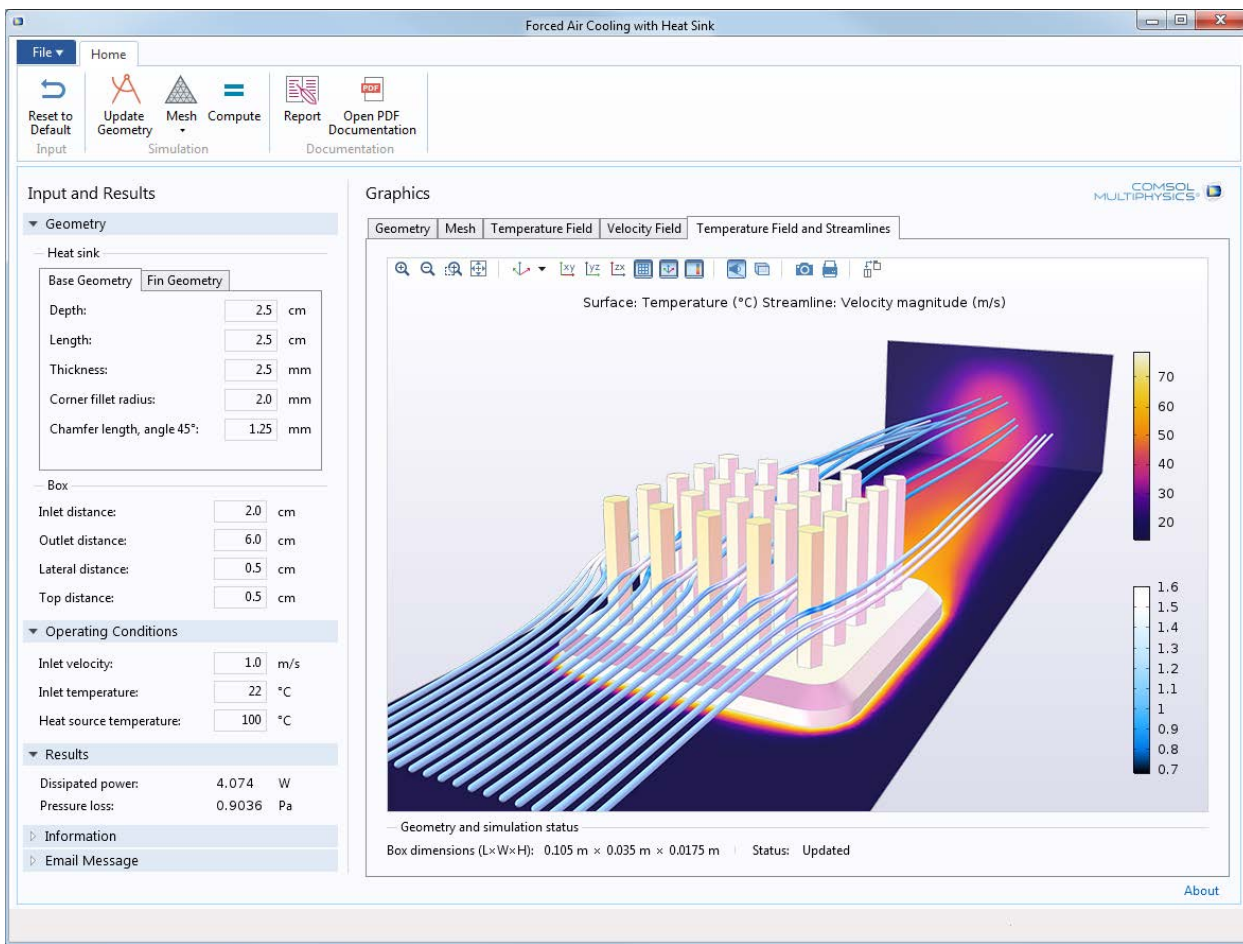 Forced Air Cooling with Heat Sink
File
Home
Reset to Default
Update Geometry
Mesh
Compute
Report
PDF
Open PDF Documentation
Input
Simulation
Documentation
Input and Results
Geometry
Heat sink
Base Geometry Fin Geometry
Depth: 2.5 cm
Length: 2.5 cm
Thickness: 2.5 mm
Corner fillet radius: 2.0 mm
Chamfer length, angle 45°: 1.25 mm
Box
Inlet distance: 2.0 cm
Outlet distance: 6.0 cm
Lateral distance: 0.5 cm
Top distance: 0.5 cm
Operating Conditions
Inlet velocity: 1.0 m/s
Inlet temperature: 22 °C
Heat source temperature: 100 °C
Results
Dissipated power: 4.074 W
Pressure loss: 0.9036 Pa
Information
Email Message
Graphics
COMSOL
MULTIPHYSICS®
Geometry Mesh Temperature Field Velocity Field Temperature Field and Streamlines
xy yz zx
Surface: Temperature (°C) Streamline: Velocity magnitude (m/s)
70
60
50
40
30
20
1.6
1.5
1.4
1.3
1.2
1.1
1
0.9
0.8
0.7
Geometry and simulation status
Box dimensions (L×W×H): 0.105 m × 0.035 m × 0.0175 m Status: Updated
About